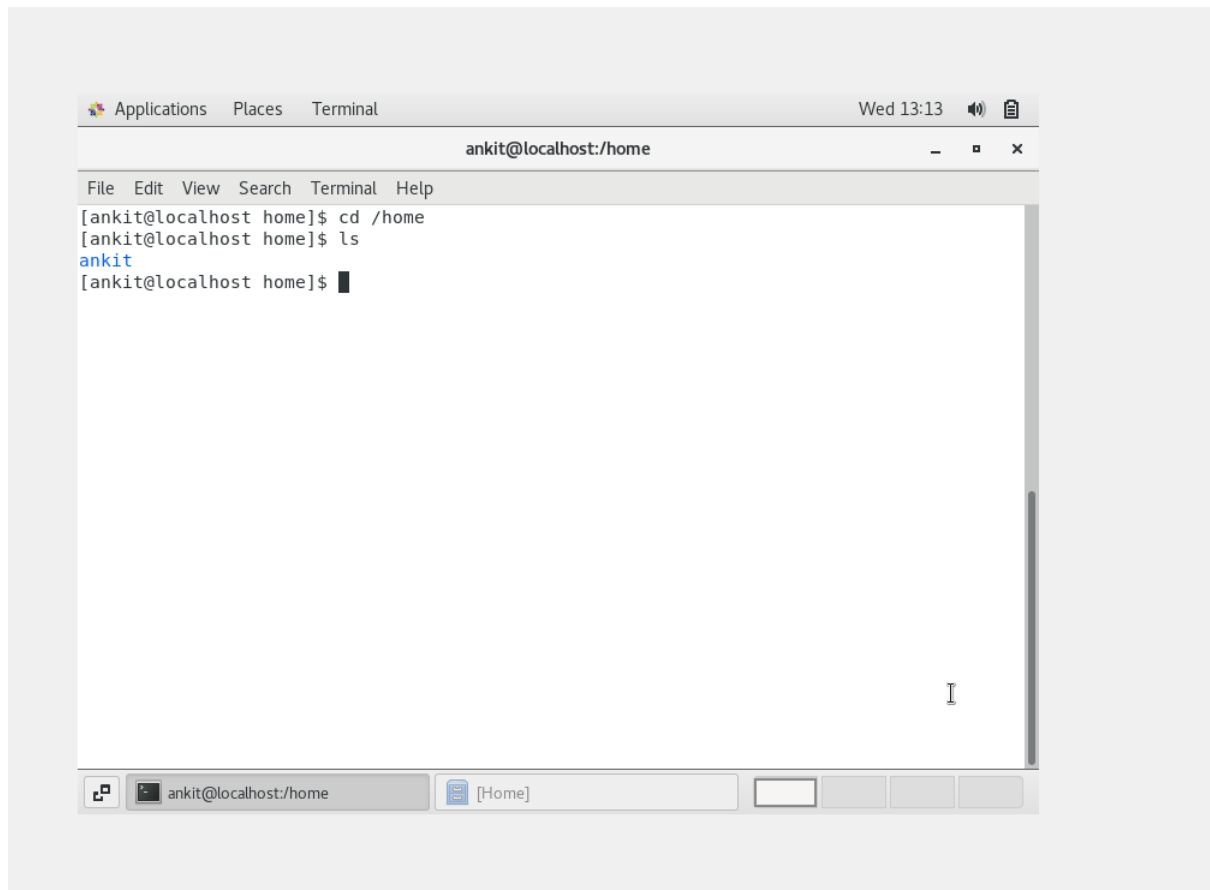 Applications Places Terminal Wed 13:13
ankit@localhost:/home
File Edit View Search Terminal Help
[ankit@localhost home]$ cd /home
[ankit@localhost home]$ ls
ankit
[ankit@localhost home]$
ankit@localhost:/home [Home]